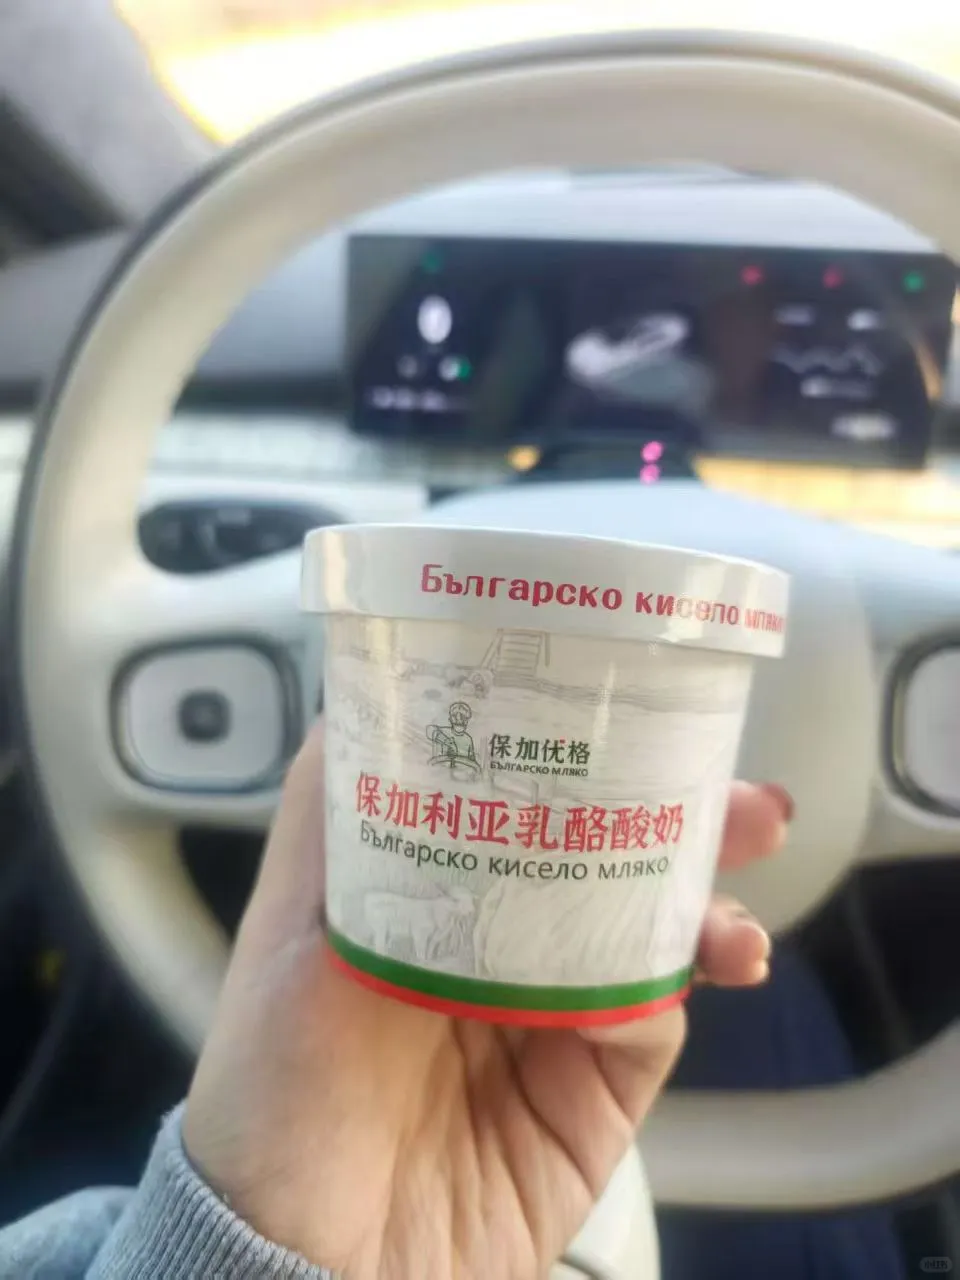 Българско кисело мляко
保加优格
БЪЛГАРСКО МЛЯКО
保加利亚乳酪酸奶
Българско кисело мляко